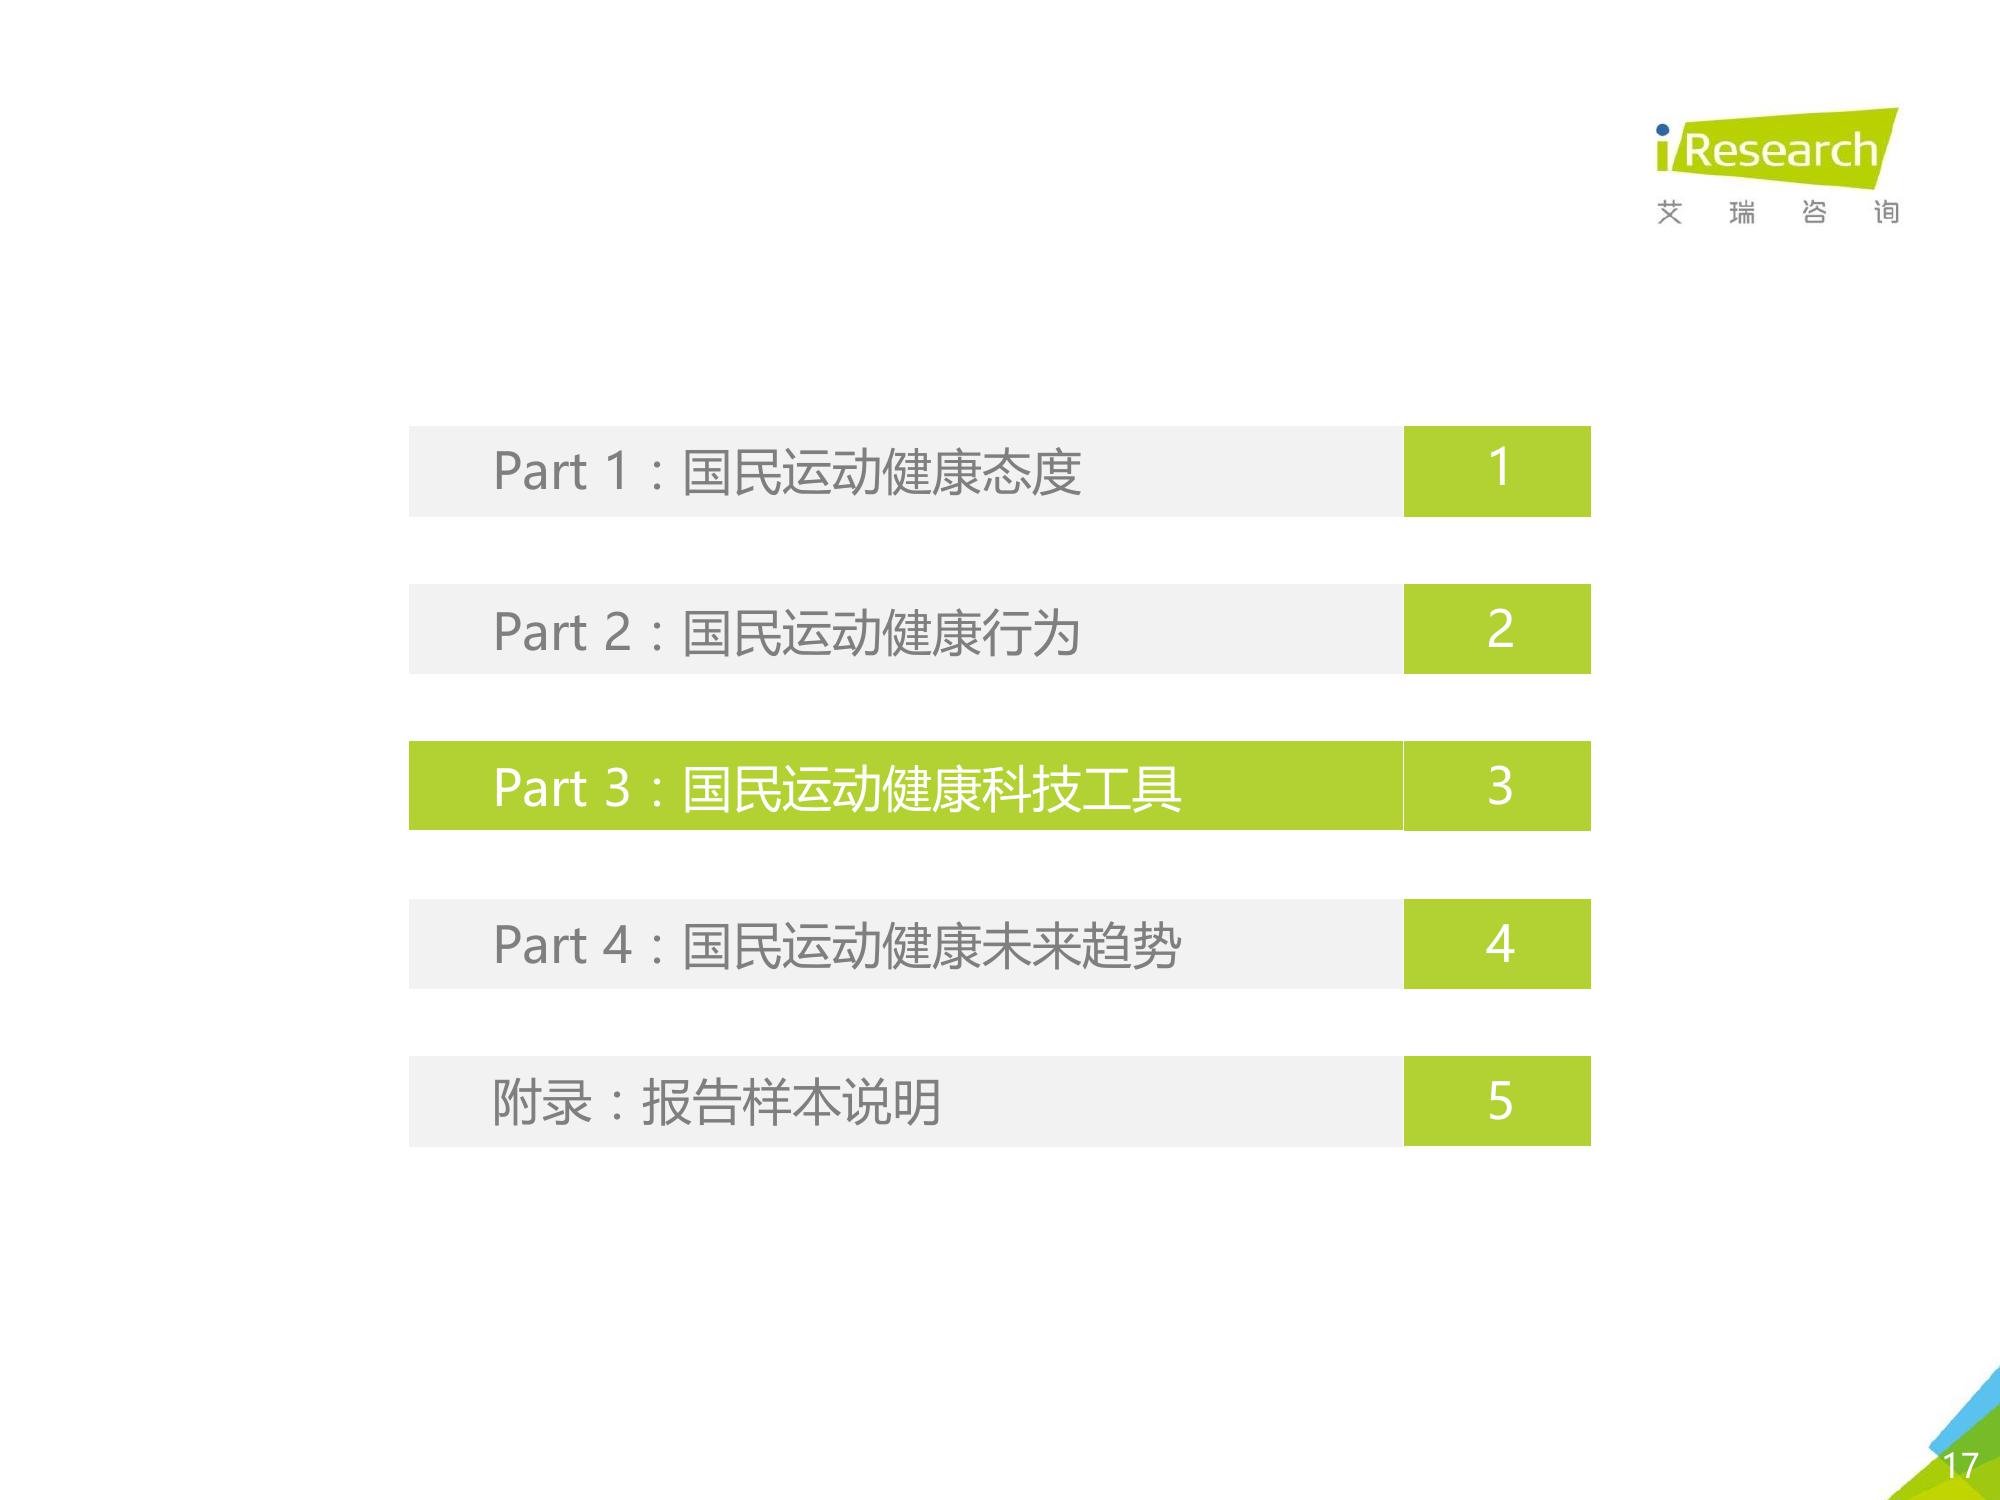 iResearch
艾瑞咨询
Part 1：国民运动健康态度 1
Part 2：国民运动健康行为 2
Part 3：国民运动健康科技工具 3
Part 4：国民运动健康未来趋势 4
附录：报告样本说明 5
17